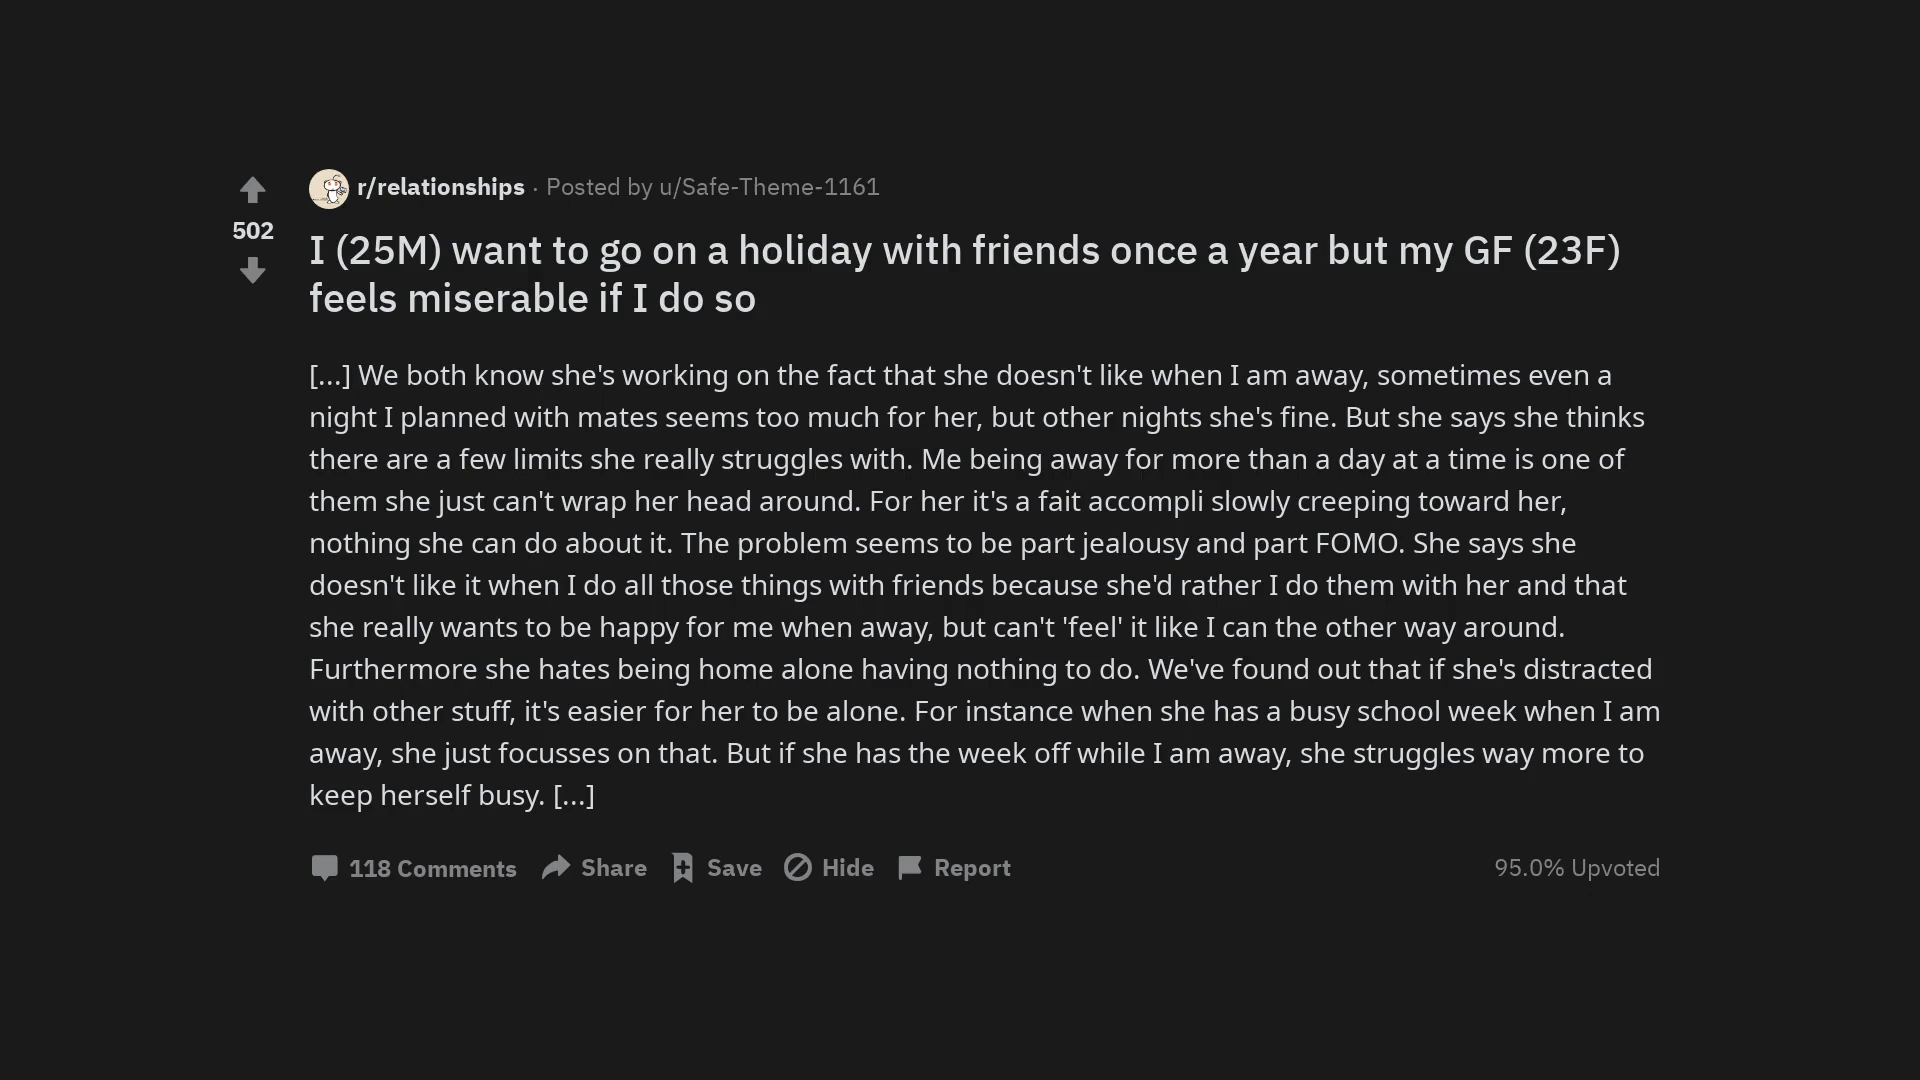 r/relationships · Posted by u/Safe-Theme-1161
502
I (25M) want to go on a holiday with friends once a year but my GF (23F)
feels miserable if I do so
[...] We both know she's working on the fact that she doesn't like when I am away, sometimes even a
night I planned with mates seems too much for her, but other nights she's fine. But she says she thinks
there are a few limits she really struggles with. Me being away for more than a day at a time is one of
them she just can't wrap her head around. For her it's a fait accompli slowly creeping toward her,
nothing she can do about it. The problem seems to be part jealousy and part FOMO. She says she
doesn't like it when I do all those things with friends because she'd rather I do them with her and that
she really wants to be happy for me when away, but can't 'feel' it like I can the other way around.
Furthermore she hates being home alone having nothing to do. We've found out that if she's distracted
with other stuff, it's easier for her to be alone. For instance when she has a busy school week when I am
away, she just focusses on that. But if she has the week off while I am away, she struggles way more to
keep herself busy. [...]
118 Comments Share Save Hide Report 95.0% Upvoted